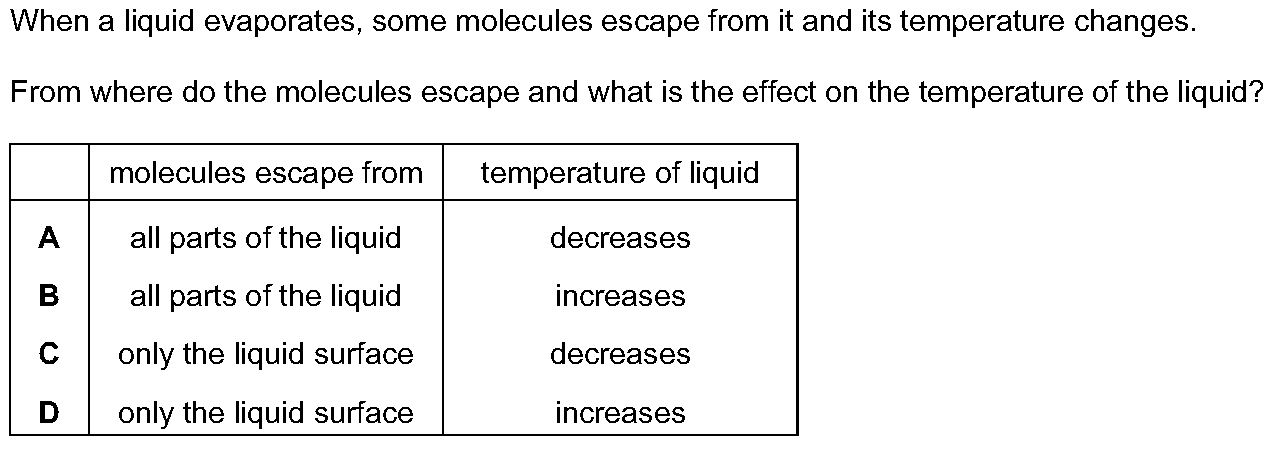 When a liquid evaporates, some molecules escape from it and its temperature changes.
From where do the molecules escape and what is the effect on the temperature of the liquid?
molecules escape from temperature of liquid
A all parts of the liquid decreases
B all parts of the liquid increases
C only the liquid surface decreases
D only the liquid surface increases